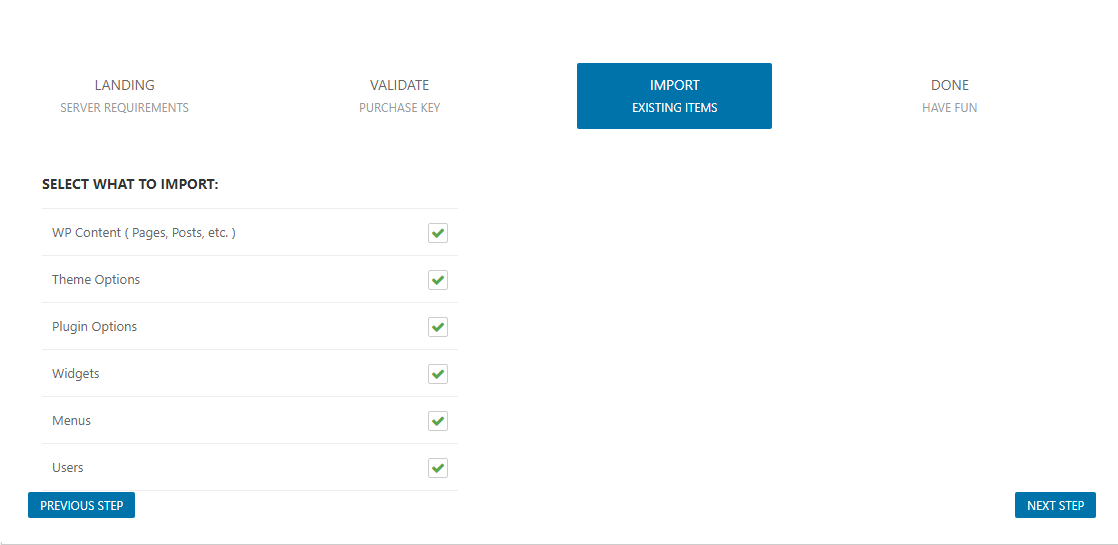 LANDING
SERVER REQUIREMENTS
VALIDATE
PURCHASE KEY
IMPORT
EXISTING ITEMS
DONE
HAVE FUN
SELECT WHAT TO IMPORT:
WP Content ( Pages, Posts, etc. )
Theme Options
Plugin Options
Widgets
Menus
Users
PREVIOUS STEP
NEXT STEP